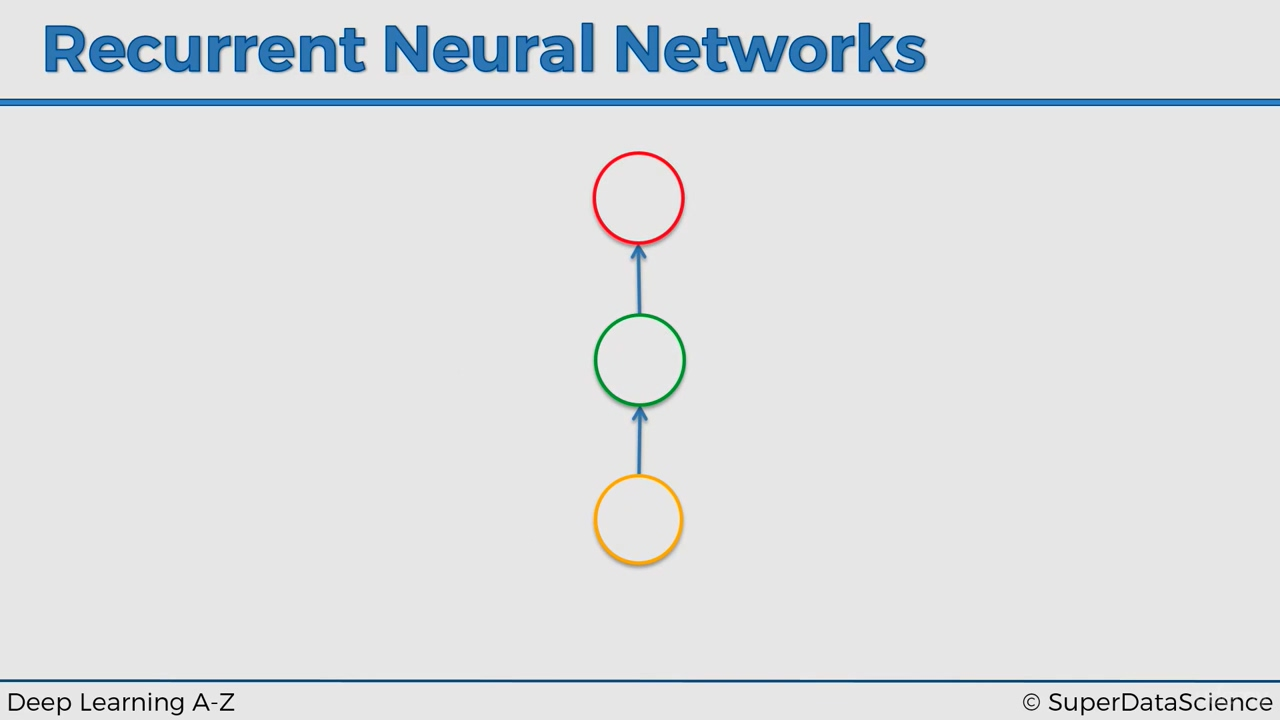 Recurrent Neural Networks
Deep Learning A-Z
© SuperDataScience